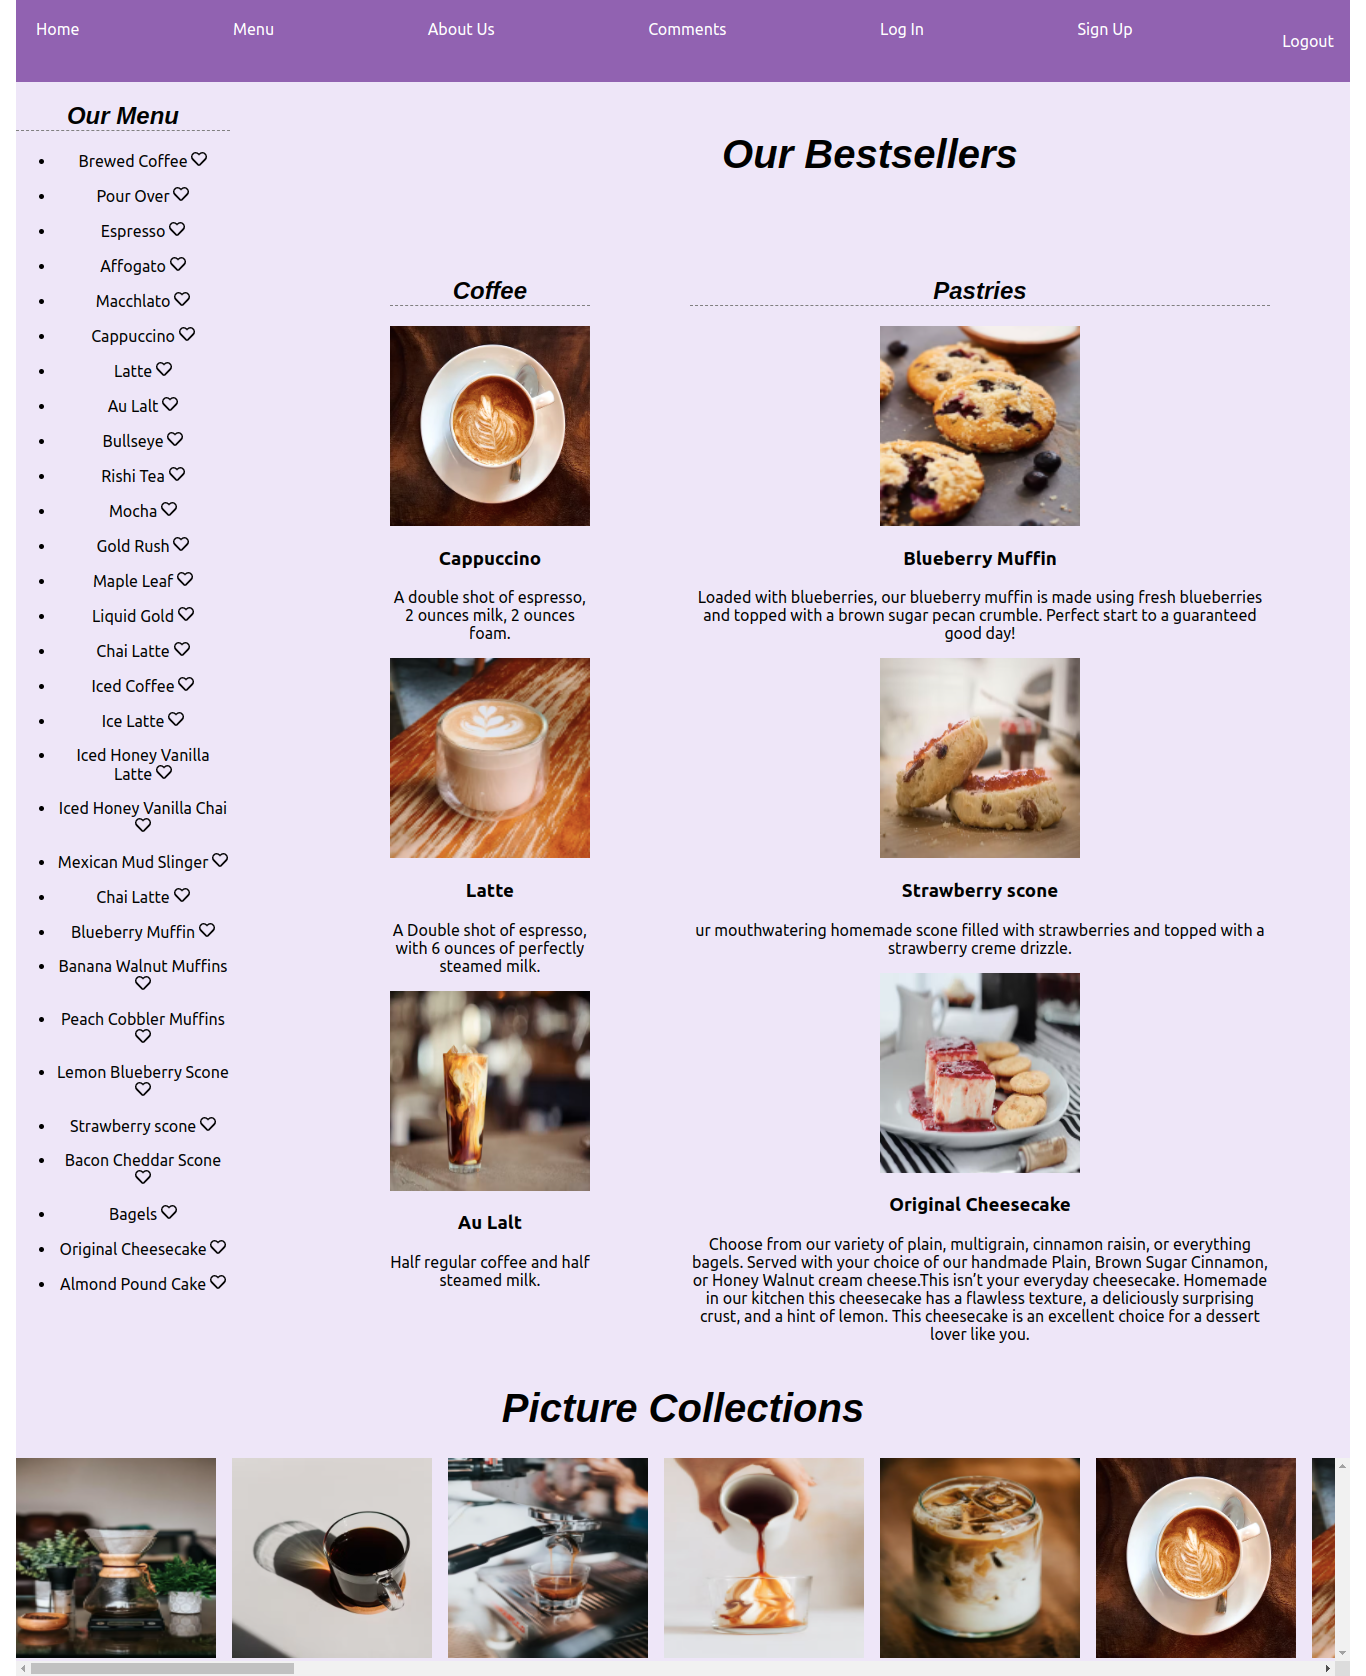 Home
Menu
About Us
Comments
Log In
Sign Up
Logout
Our Menu
Brewed Coffee
Pour Over
Espresso
Affogato
Macchlato
Cappuccino
Latte
Au Lalt
Bullseye
Rishi Tea
Mocha
Gold Rush
Maple Leaf
Liquid Gold
Chai Latte
Iced Coffee
Ice Latte
Iced Honey Vanilla
Latte
Iced Honey Vanilla Chai
Mexican Mud Slinger
Chai Latte
Blueberry Muffin
Banana Walnut Muffins
Peach Cobbler Muffins
Lemon Blueberry Scone
Strawberry scone
Bacon Cheddar Scone
Bagels
Original Cheesecake
Almond Pound Cake
Our Bestsellers
Coffee
Cappuccino
A double shot of espresso,
2 ounces milk, 2 ounces
foam.
Latte
A Double shot of espresso,
with 6 ounces of perfectly
steamed milk.
Au Lalt
Half regular coffee and half
steamed milk.
Pastries
Blueberry Muffin
Loaded with blueberries, our blueberry muffin is made using fresh blueberries
and topped with a brown sugar pecan crumble. Perfect start to a guaranteed
good day!
Strawberry scone
ur mouthwatering homemade scone filled with strawberries and topped with a
strawberry creme drizzle.
Original Cheesecake
Choose from our variety of plain, multigrain, cinnamon raisin, or everything
bagels. Served with your choice of our handmade Plain, Brown Sugar Cinnamon,
or Honey Walnut cream cheese.This isn’t your everyday cheesecake. Homemade
in our kitchen this cheesecake has a flawless texture, a deliciously surprising
crust, and a hint of lemon. This cheesecake is an excellent choice for a dessert
lover like you.
Picture Collections